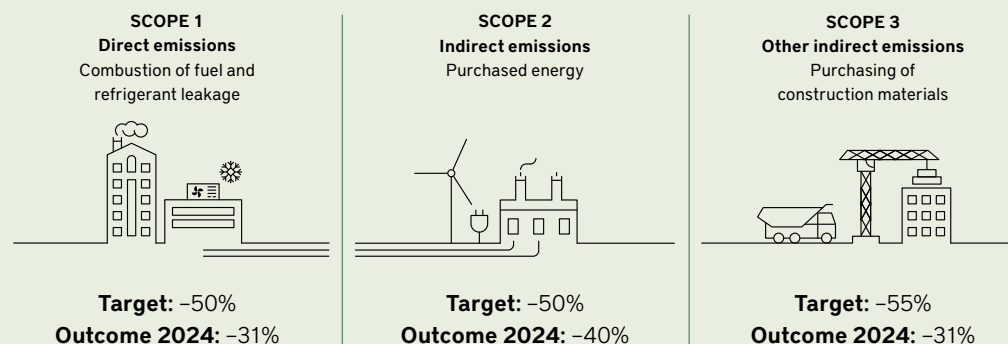 SCOPE 1
Direct emissions
Combustion of fuel and
refrigerant leakage
Target: –50%
Outcome 2024: –31%
SCOPE 2
Indirect emissions
Purchased energy
Target: –50%
Outcome 2024: –40%
SCOPE 3
Other indirect emissions
Purchasing of
construction materials
Target: –55%
Outcome 2024: –31%